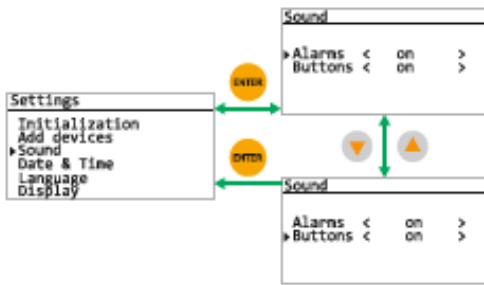 Sound
▸Alarms < on >
Buttons < on >
ENTER
Settings
Initialization
Add devices
▸Sound
Date & Time
Language
Display
ENTER
Sound
Alarms < on >
▸Buttons < on >